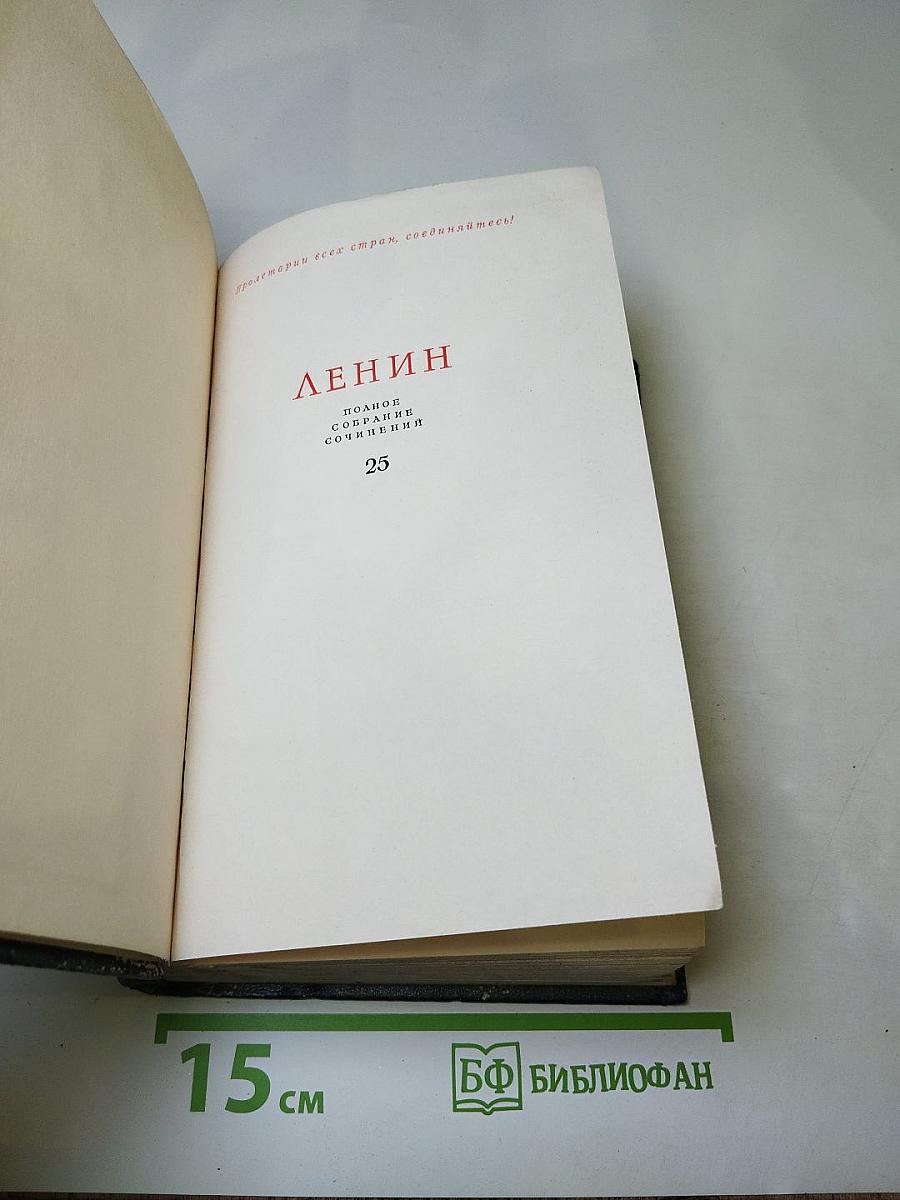 Пролетарии всех стран, соединяйтесь!
ЛЕНИН
ПОЛНОЕ
СОБРАНИЕ
СОЧИНЕНИЙ
25
15 см
БФ БИБЛИОФАН